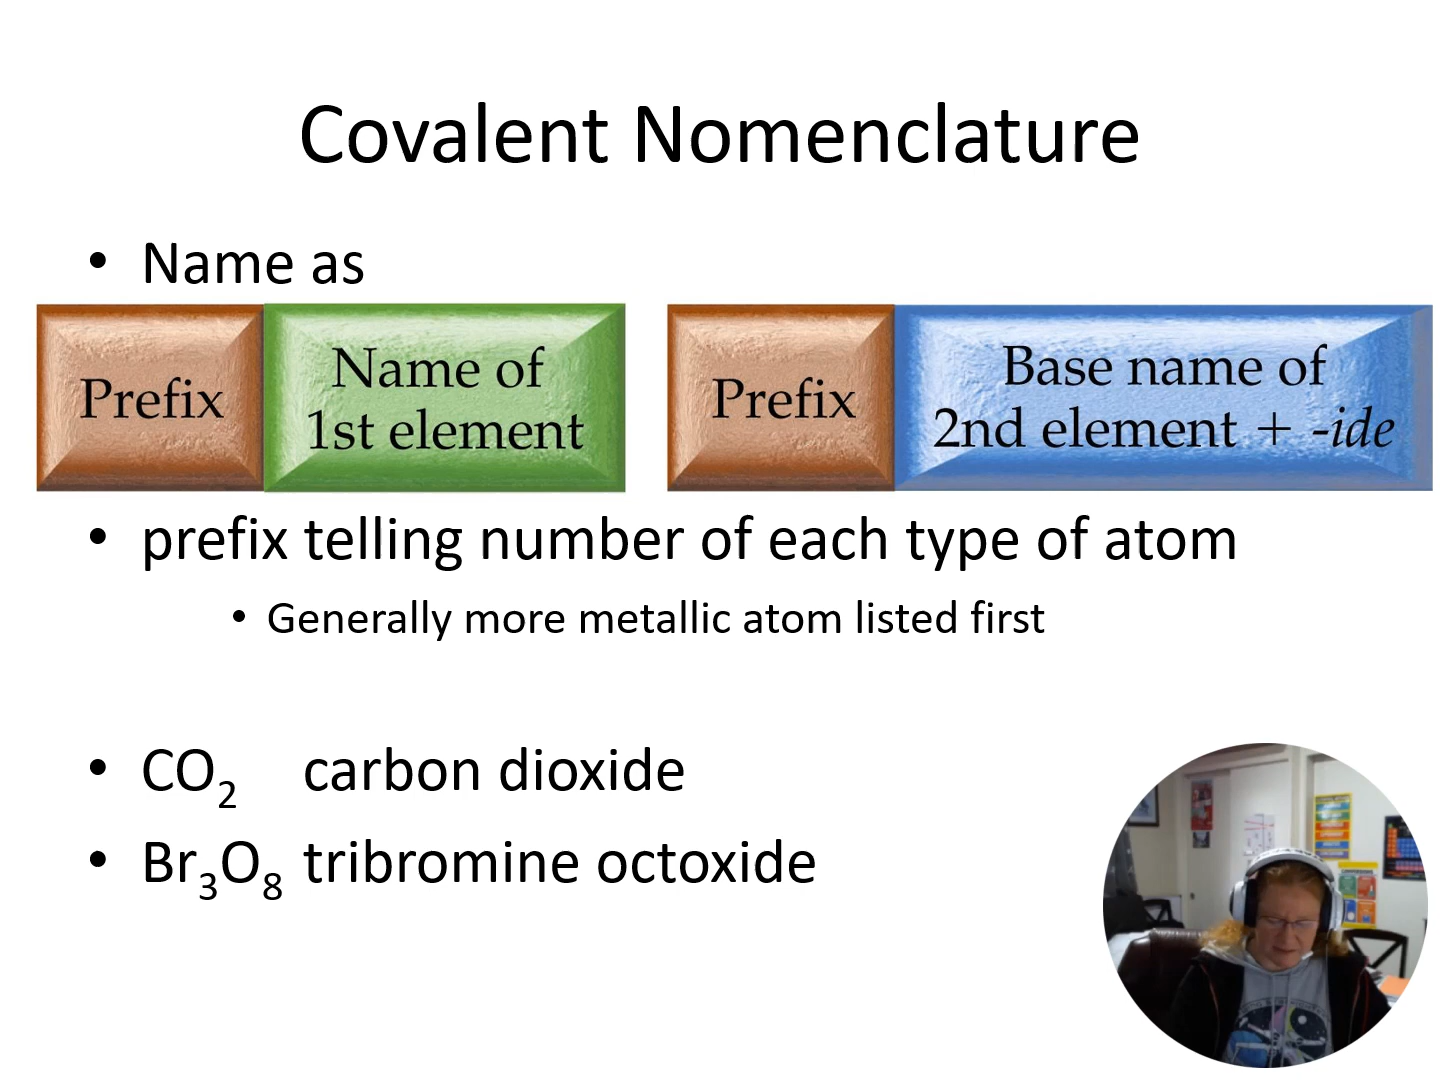 Covalent Nomenclature
• Name as
Prefix Name of 1st element Prefix Base name of 2nd element + -ide
• prefix telling number of each type of atom
• Generally more metallic atom listed first
• CO₂ carbon dioxide
• Br₃O₈ tribromine octoxide